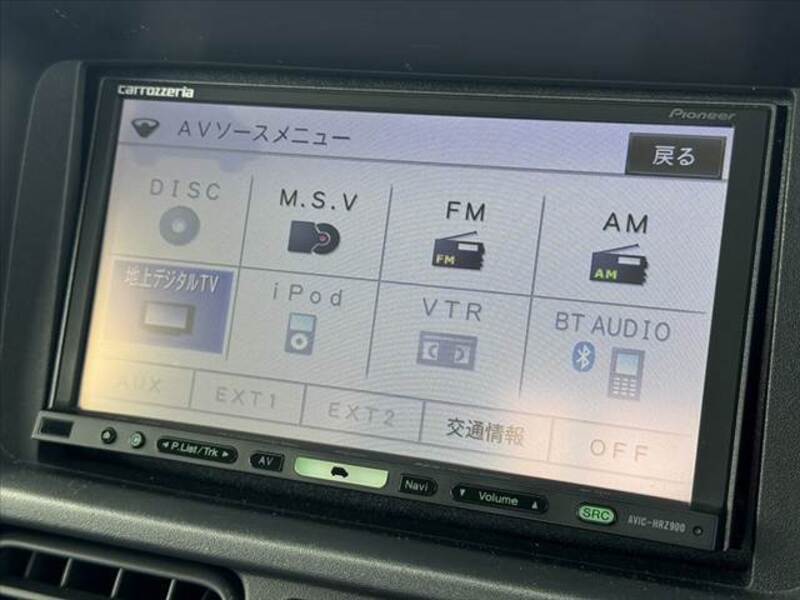 carrozzeria
Pioneer
AVソースメニュー
戻る
DISC
M.S.V
FM
AM
FM
AM
地上デジタルTV
iPod
VTR
BT AUDIO
AUX
EXT1
EXT2
交通情報
OFF
P.List/Trk
AV
Navi
Volume
SRC
AVIC-HRZ900